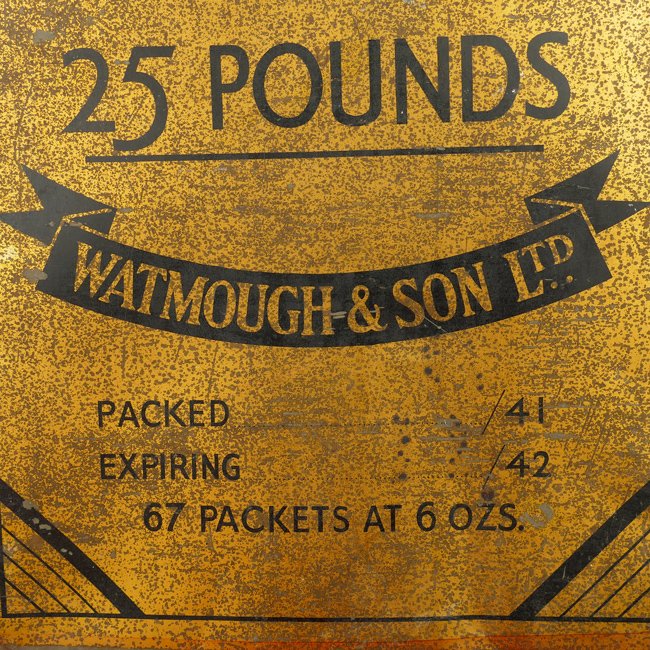 25 POUNDS
WATMOUGH & SON LTD
PACKED /41
EXPIRING /42
67 PACKETS AT 6 OZS.